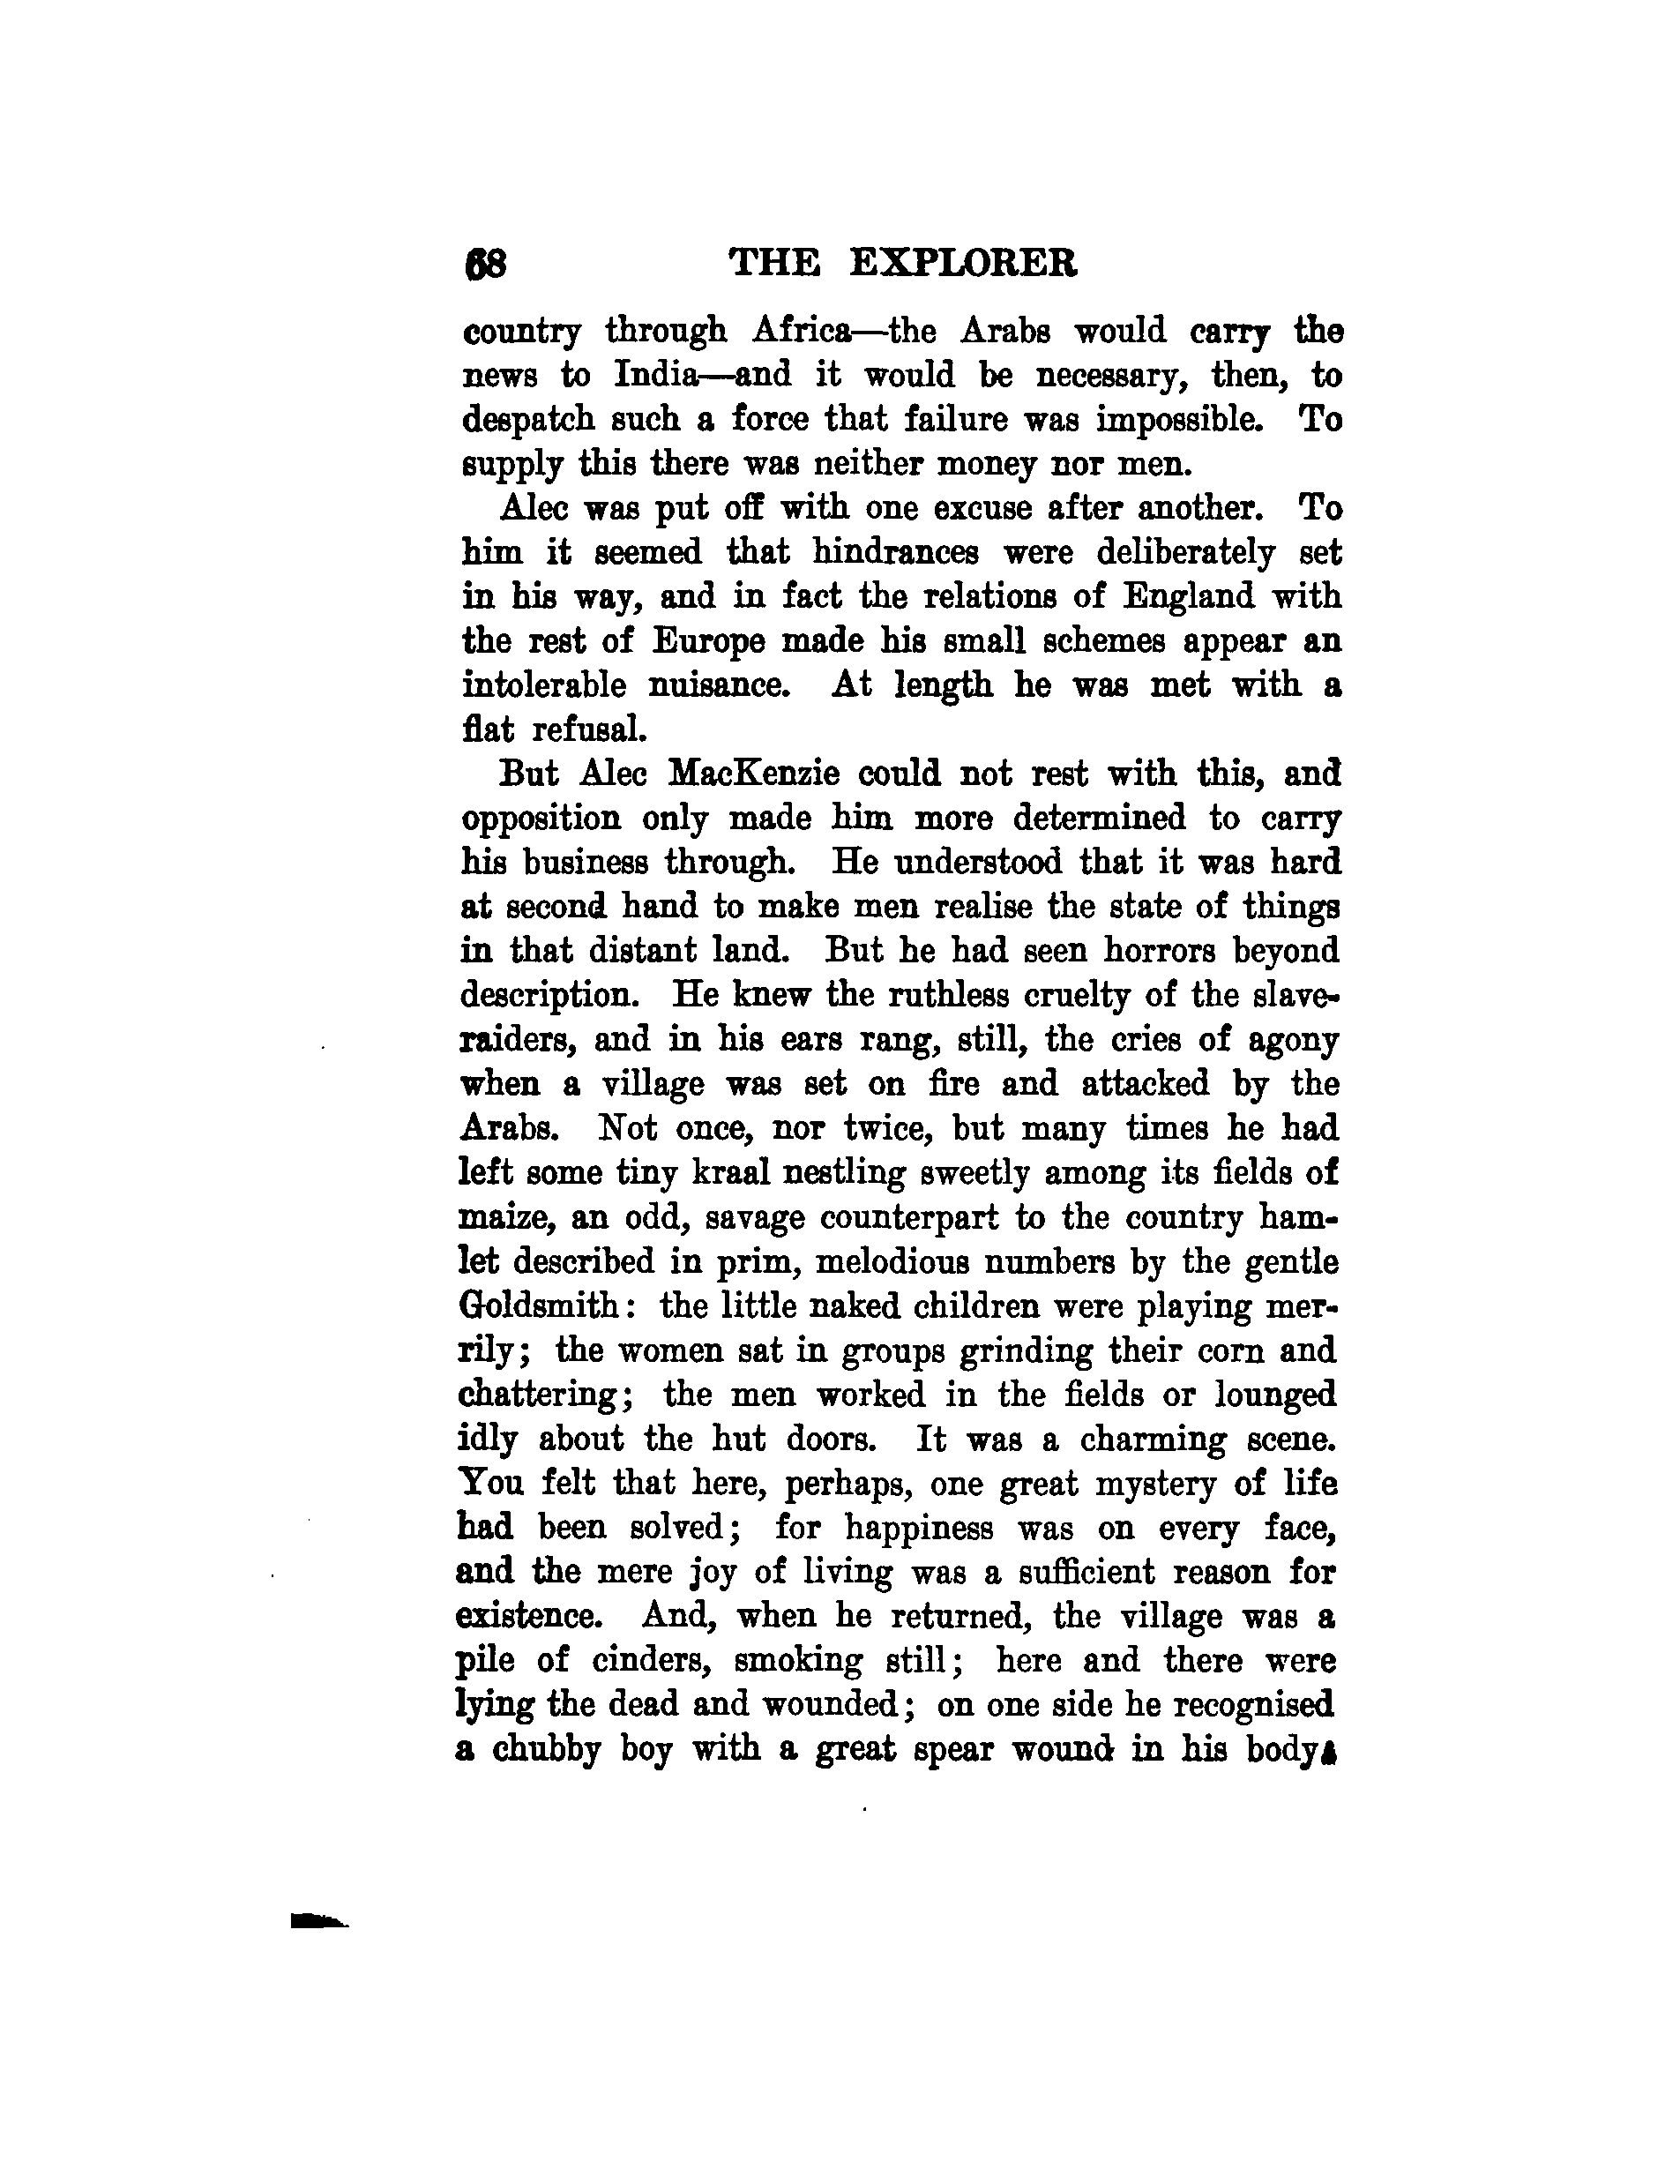 68 THE EXPLORER
country through Africa—the Arabs would carry the
news to India—and it would be necessary, then, to
despatch such a force that failure was impossible. To
supply this there was neither money nor men.
Alec was put off with one excuse after another. To
him it seemed that hindrances were deliberately set
in his way, and in fact the relations of England with
the rest of Europe made his small schemes appear an
intolerable nuisance. At length he was met with a
flat refusal.
But Alec MacKenzie could not rest with this, and
opposition only made him more determined to carry
his business through. He understood that it was hard
at second hand to make men realise the state of things
in that distant land. But he had seen horrors beyond
description. He knew the ruthless cruelty of the slave-
raiders, and in his ears rang, still, the cries of agony
when a village was set on fire and attacked by the
Arabs. Not once, nor twice, but many times he had
left some tiny kraal nestling sweetly among its fields of
maize, an odd, savage counterpart to the country ham-
let described in prim, melodious numbers by the gentle
Goldsmith: the little naked children were playing mer-
rily; the women sat in groups grinding their corn and
chattering; the men worked in the fields or lounged
idly about the hut doors. It was a charming scene.
You felt that here, perhaps, one great mystery of life
had been solved; for happiness was on every face,
and the mere joy of living was a sufficient reason for
existence. And, when he returned, the village was a
pile of cinders, smoking still; here and there were
lying the dead and wounded; on one side he recognised
a chubby boy with a great spear wound in his body